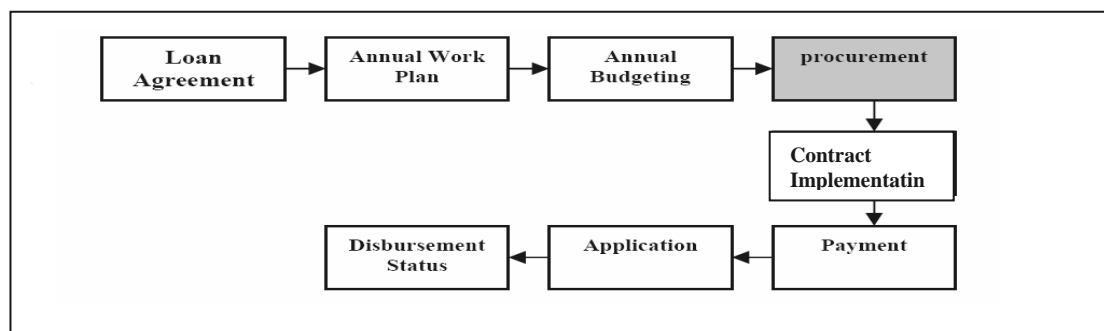 Loan
Agreement
Annual Work
Plan
Annual
Budgeting
procurement
Contract
Implementatin
Payment
Application
Disbursement
Status